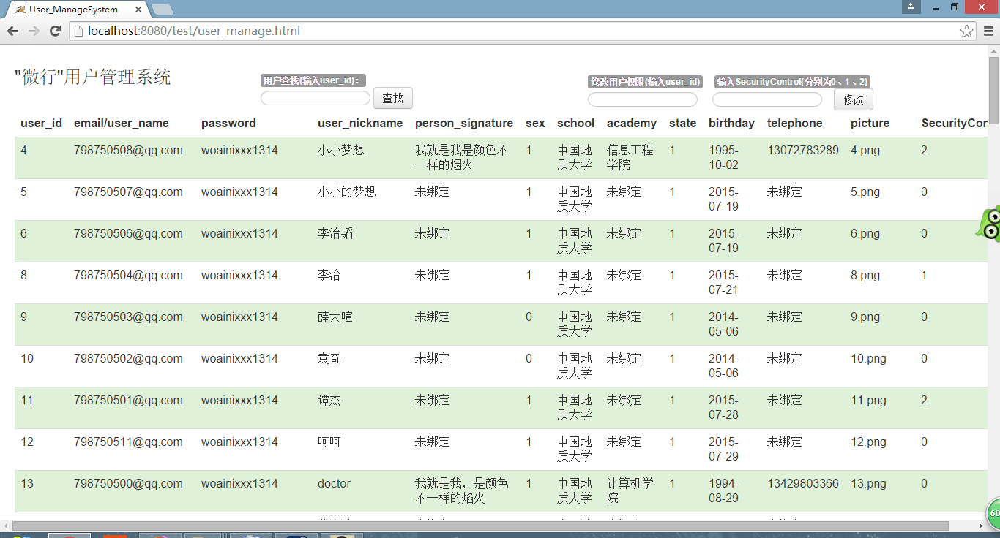 User_ManageSystem
localhost:8080/test/user_manage.html
"微行"用户管理系统
用户查找(输入user_id): 修改用户权限(输入user_id) 输入SecurityControl(分别为0、1、2)
查找 修改
user_id email/user_name password user_nickname person_signature sex school academy state birthday telephone picture SecurityCor
4 798750508@qq.com woainixxx1314 小小梦想 我就是我是颜色不 1 中国地 信息工程 1 1995- 13072783289 4.png 2
一样的烟火 质大学 学院 10-02
5 798750507@qq.com woainixxx1314 小小的梦想 未绑定 1 中国地 未绑定 1 2015- 未绑定 5.png 0
质大学 07-19
6 798750506@qq.com woainixxx1314 李治韬 未绑定 1 中国地 未绑定 1 2015- 未绑定 6.png 0
质大学 07-19
8 798750504@qq.com woainixxx1314 李治 未绑定 1 中国地 未绑定 1 2015- 未绑定 8.png 1
质大学 07-21
9 798750503@qq.com woainixxx1314 薛大喧 未绑定 0 中国地 未绑定 1 2014- 未绑定 9.png 0
质大学 05-06
10 798750502@qq.com woainixxx1314 袁奇 未绑定 0 中国地 未绑定 1 2014- 未绑定 10.png 0
质大学 05-06
11 798750501@qq.com woainixxx1314 谭杰 未绑定 1 中国地 未绑定 1 2015- 未绑定 11.png 2
质大学 07-28
12 798750511@qq.com woainixxx1314 呵呵 未绑定 1 中国地 未绑定 1 2015- 未绑定 12.png 0
质大学 07-29
13 798750500@qq.com woainixxx1314 doctor 我就是我，是颜色 1 中国地 计算机学 1 1994- 13429803366 13.png 0
不一样的焰火 质大学 院 08-29
60